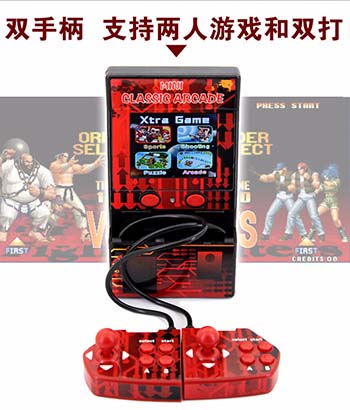 双手柄 支持两人游戏和双打
MIDI
CLASSIC ARCADE
Xtra Game
Sports
Shooting
Puzzle
Arcade
PRESS START
FIRST
FIRST
CREDITS 00
select start
select start
A B
A B